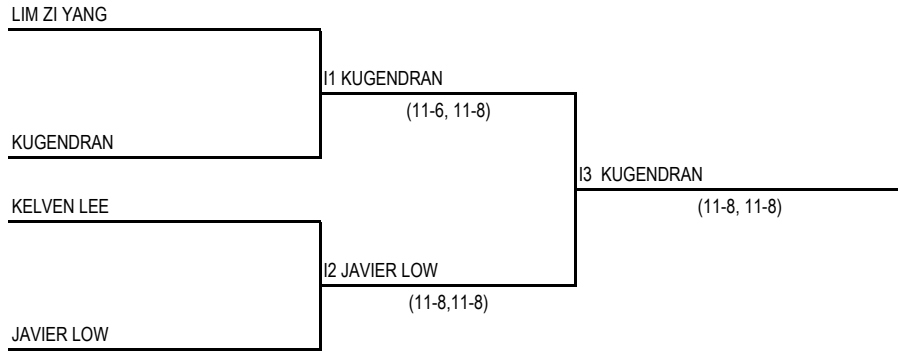 LIM ZI YANG
I1 KUGENDRAN
(11-6, 11-8)
KUGENDRAN
I3 KUGENDRAN
(11-8, 11-8)
KELVEN LEE
I2 JAVIER LOW
(11-8,11-8)
JAVIER LOW